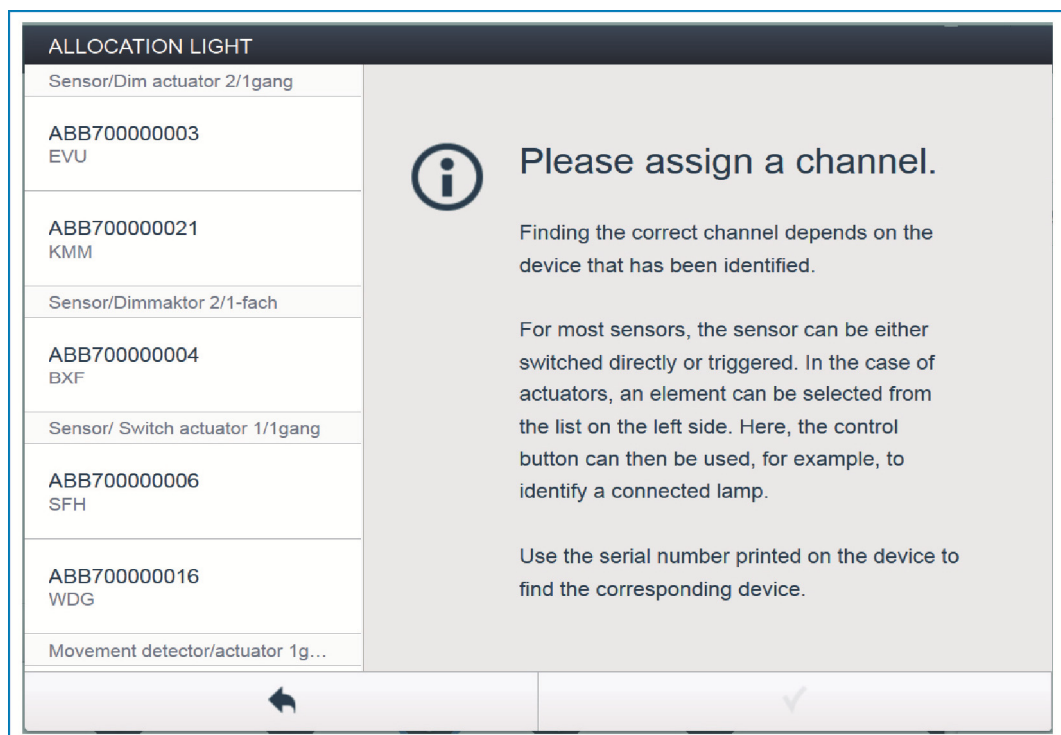 ALLOCATION LIGHT
Sensor/Dim actuator 2/1gang
ABB700000003
EVU
ABB700000021
KMM
Sensor/Dimmaktor 2/1-fach
ABB700000004
BXF
Sensor/ Switch actuator 1/1gang
ABB700000006
SFH
ABB700000016
WDG
Movement detector/actuator 1g...
Please assign a channel.
Finding the correct channel depends on the
device that has been identified.
For most sensors, the sensor can be either
switched directly or triggered. In the case of
actuators, an element can be selected from
the list on the left side. Here, the control
button can then be used, for example, to
identify a connected lamp.
Use the serial number printed on the device to
find the corresponding device.